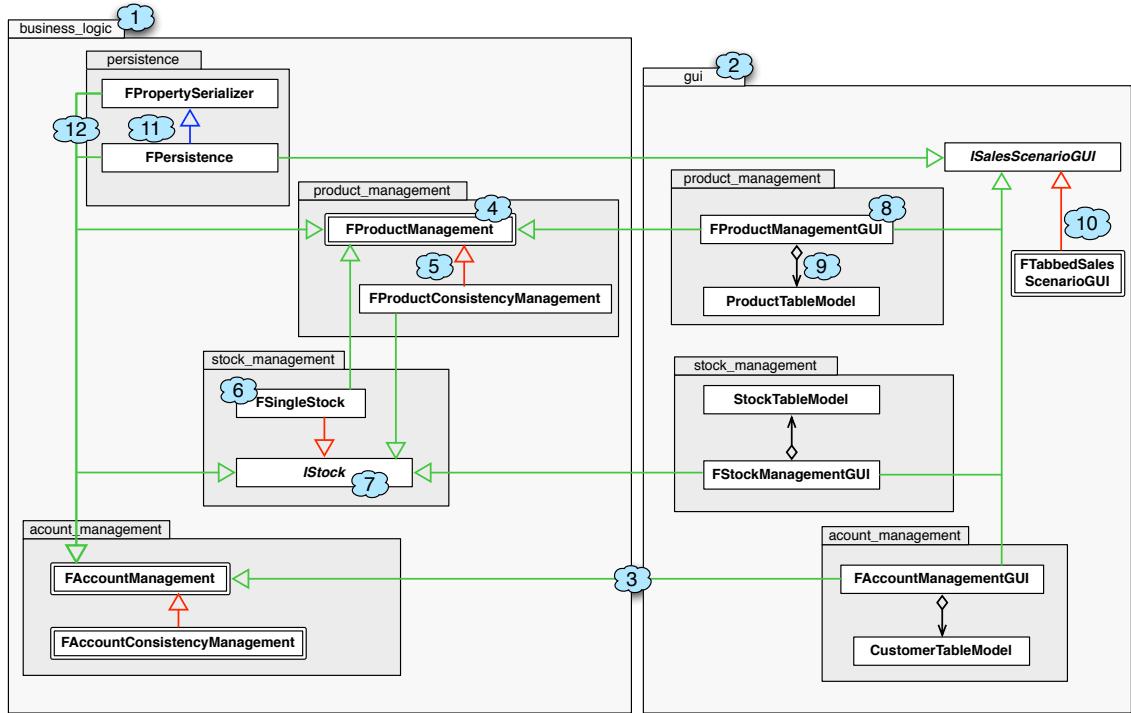 business_logic
1
persistence
FPropertySerializer
12
11
FPersistence
product_management
4
FProductManagement
5
FProductConsistencyManagement
stock_management
6
FSingleStock
IStock
7
acount_management
FAccountManagement
FAccountConsistencyManagement
3
gui
2
ISalesScenarioGUI
product_management
8
FProductManagementGUI
9
ProductTableModel
10
FTabbedSales
ScenarioGUI
stock_management
StockTableModel
FStockManagementGUI
acount_management
FAccountManagementGUI
CustomerTableModel